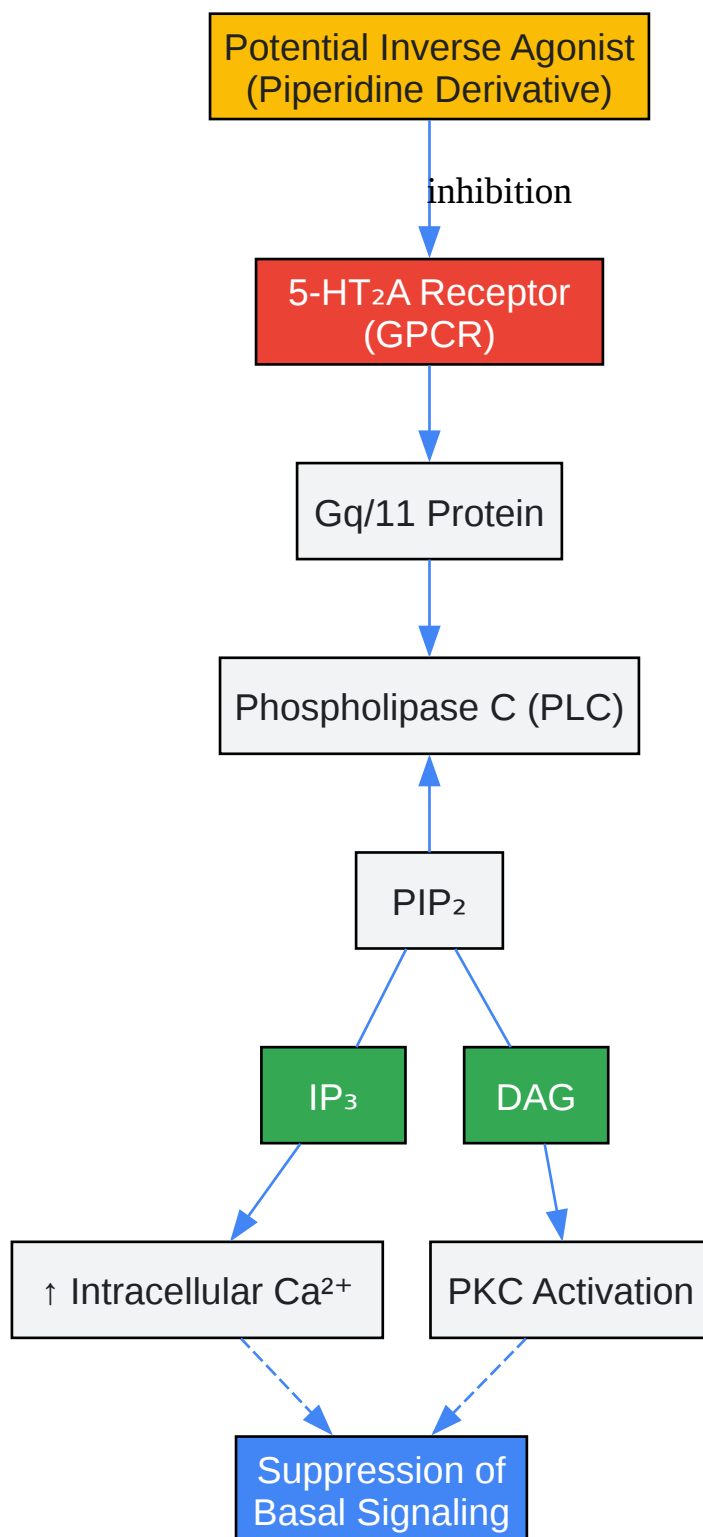 Potential Inverse Agonist
(Piperidine Derivative)
inhibition
5-HT₂A Receptor
(GPCR)
Gq/11 Protein
Phospholipase C (PLC)
PIP₂
IP₃
DAG
↑ Intracellular Ca²⁺
PKC Activation
Suppression of
Basal Signaling